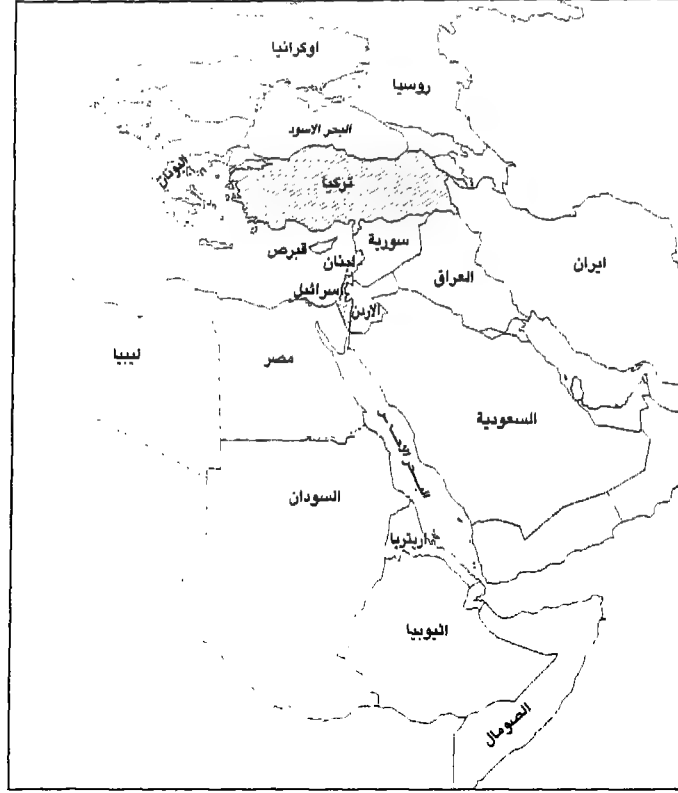 اوكرانيا
روسيا
البحر الاسود
اليونان
تركيا
قبرص
سورية
لبنان
العراق
ايران
إسرائيل
الاردن
ليبيا
مصر
السعودية
البحر الاحمر
السودان
اريتريا
اثيوبيا
الصومال